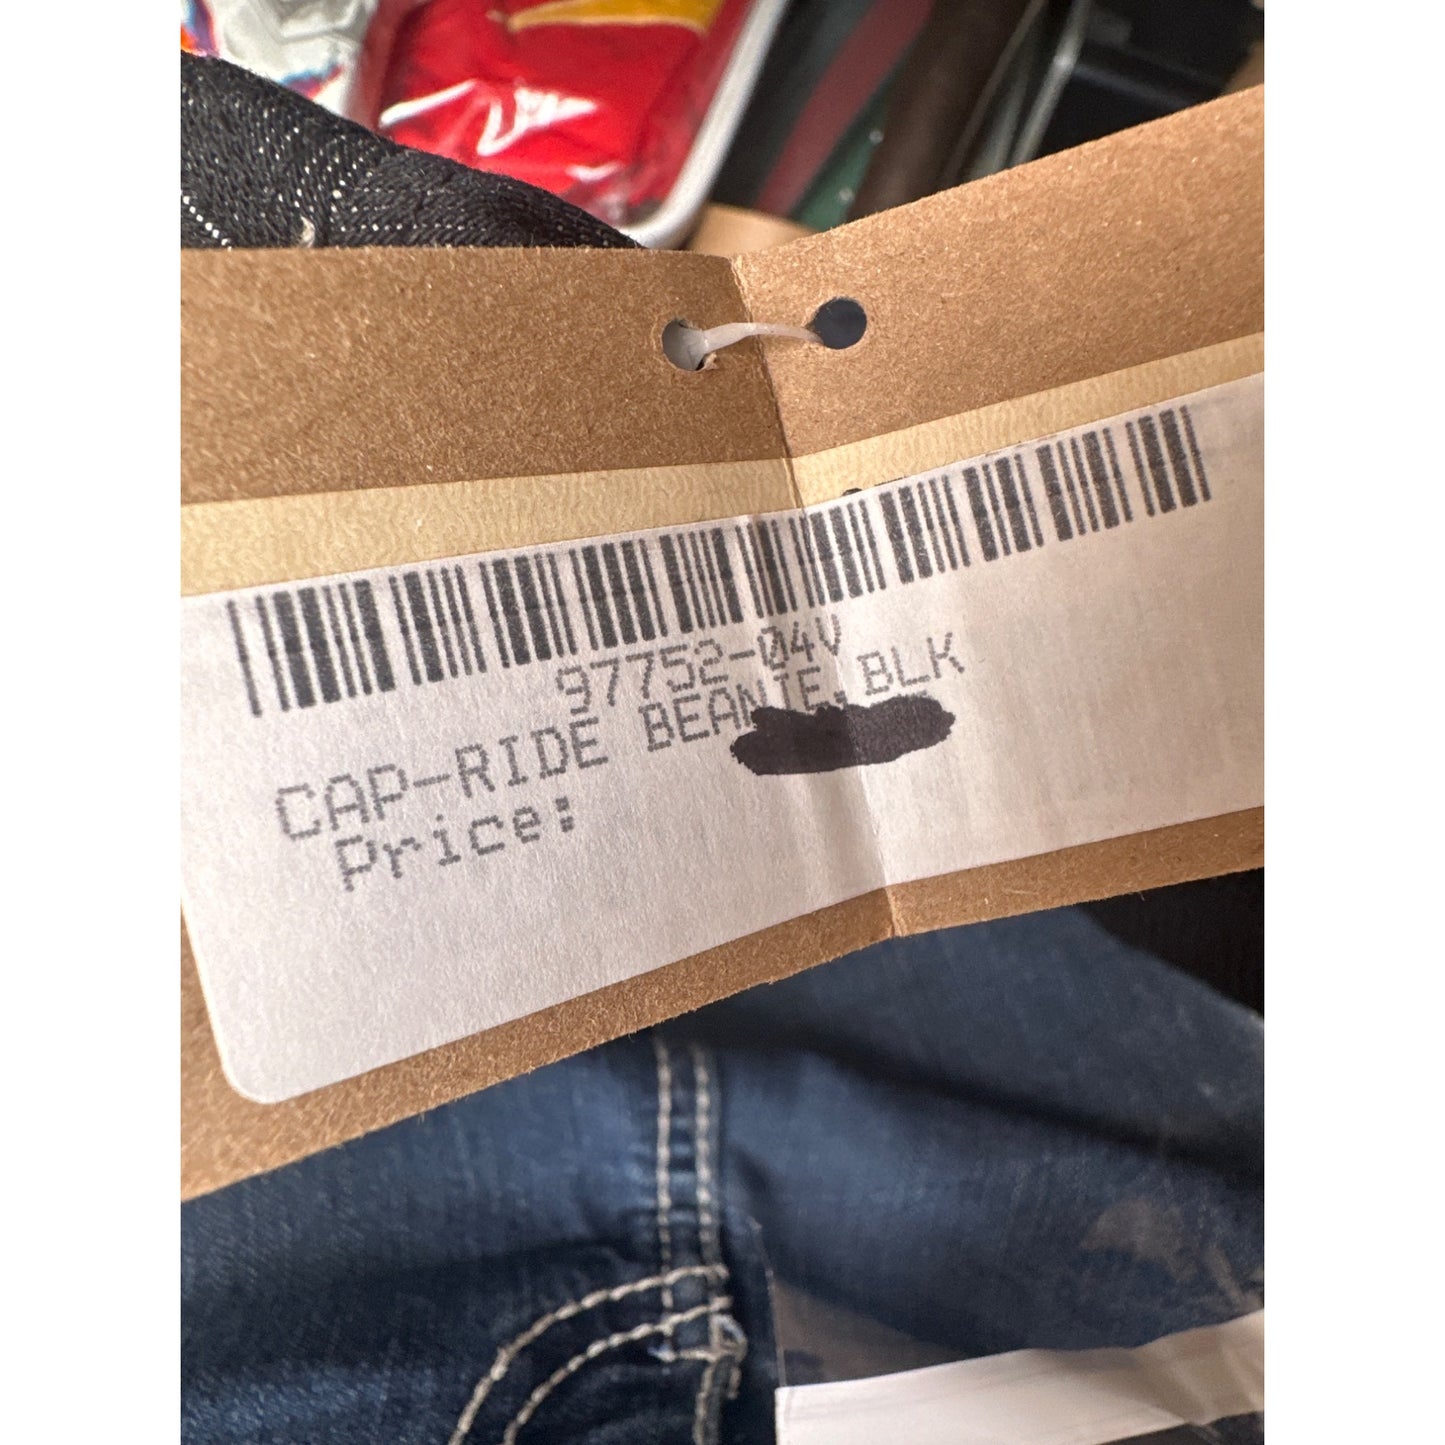 97752-04V
CAP-RIDE BEANIE,BLK
Price: